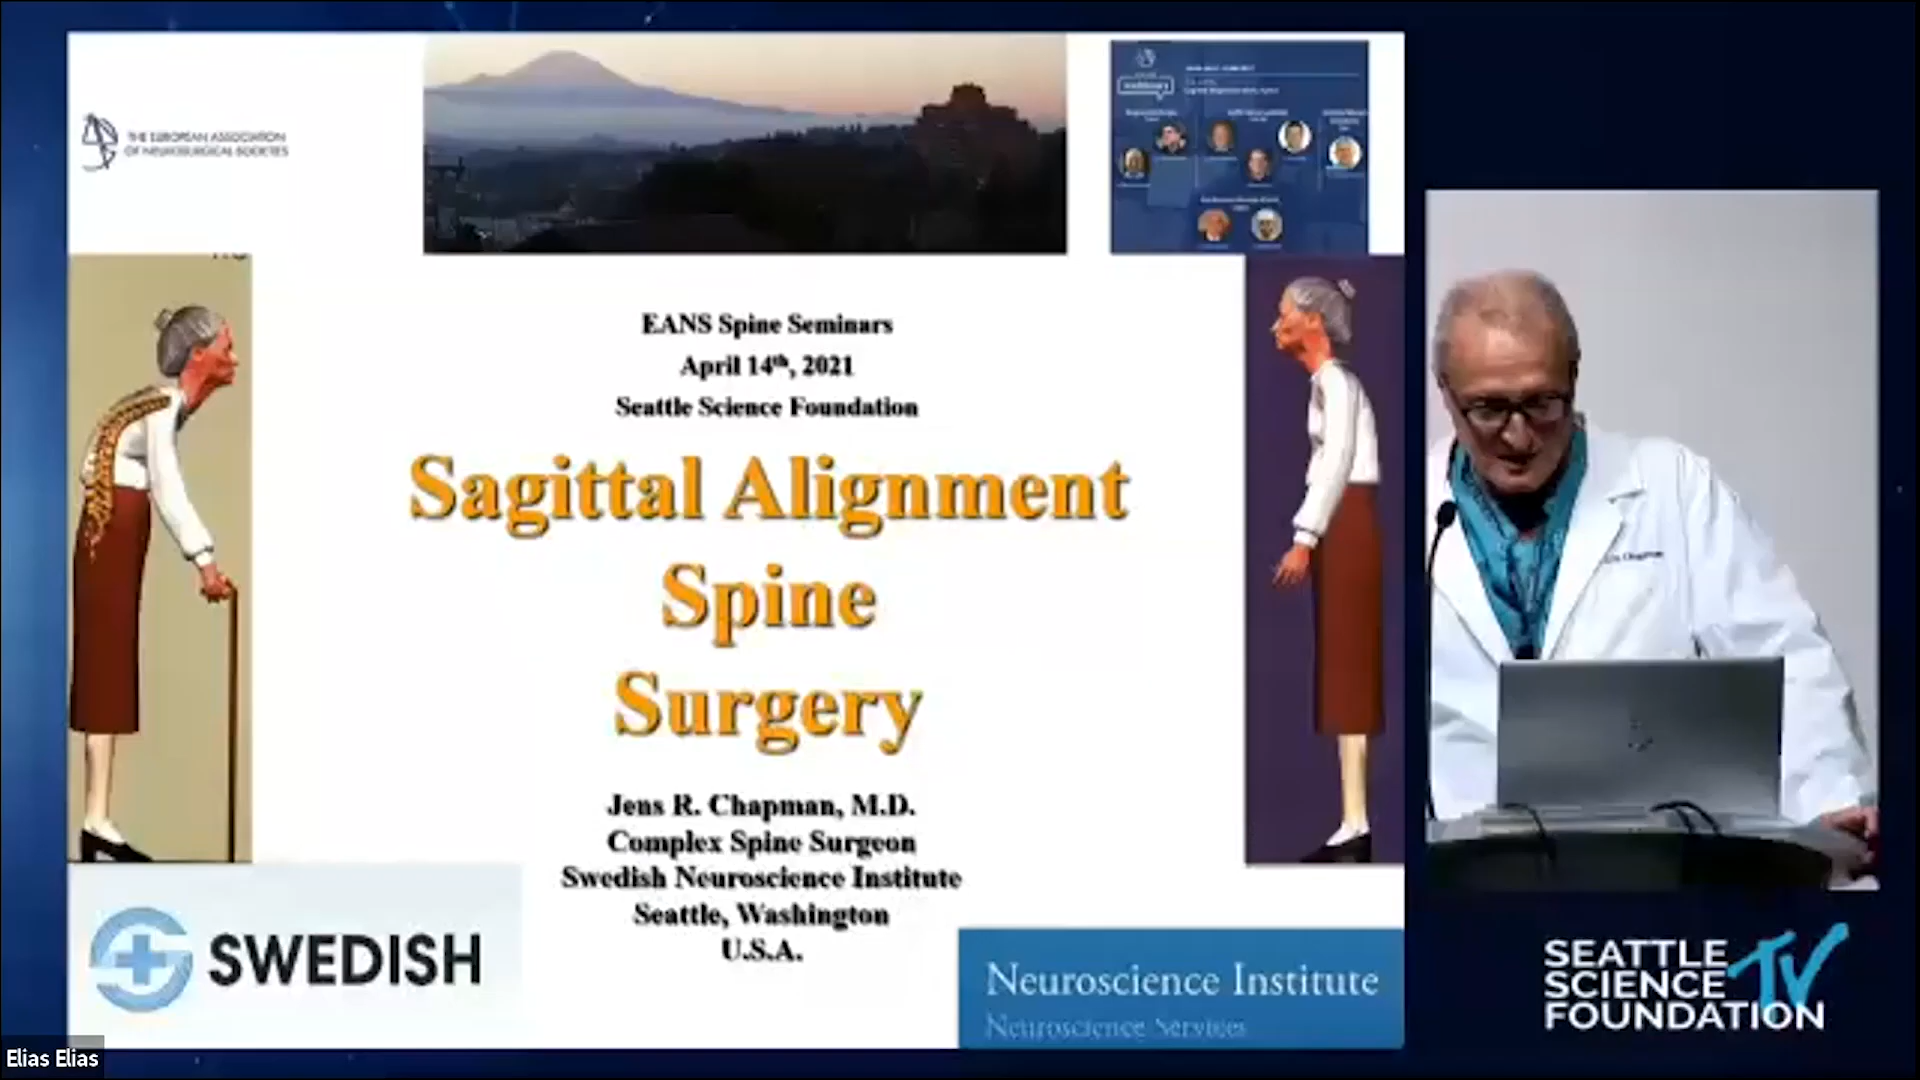 THE EUROPEAN ASSOCIATION
OF NEUROSURGICAL SOCIETIES
EANS Spine Seminars
April 14th, 2021
Seattle Science Foundation
Sagittal Alignment
Spine
Surgery
Jens R. Chapman, M.D.
Complex Spine Surgeon
Swedish Neuroscience Institute
Seattle, Washington
U.S.A.
SWEDISH
Neuroscience Institute
Neuroscience Services
Chapman
SEATTLE
SCIENCE
FOUNDATION
TV
Elias Elias